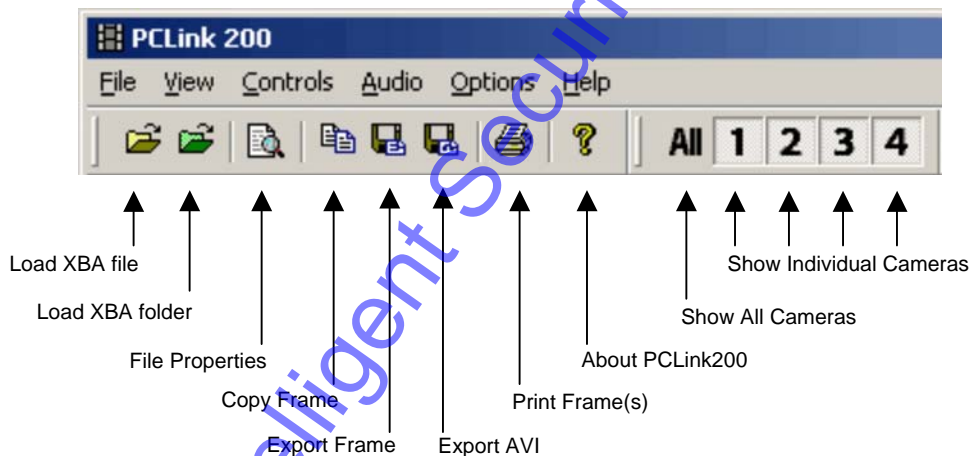 PCLink 200
File View Controls Audio Options Help
All 1 2 3 4
Load XBA file
Show Individual Cameras
Load XBA folder
Show All Cameras
File Properties
About PCLink200
Copy Frame
Print Frame(s)
Export Frame
Export AVI